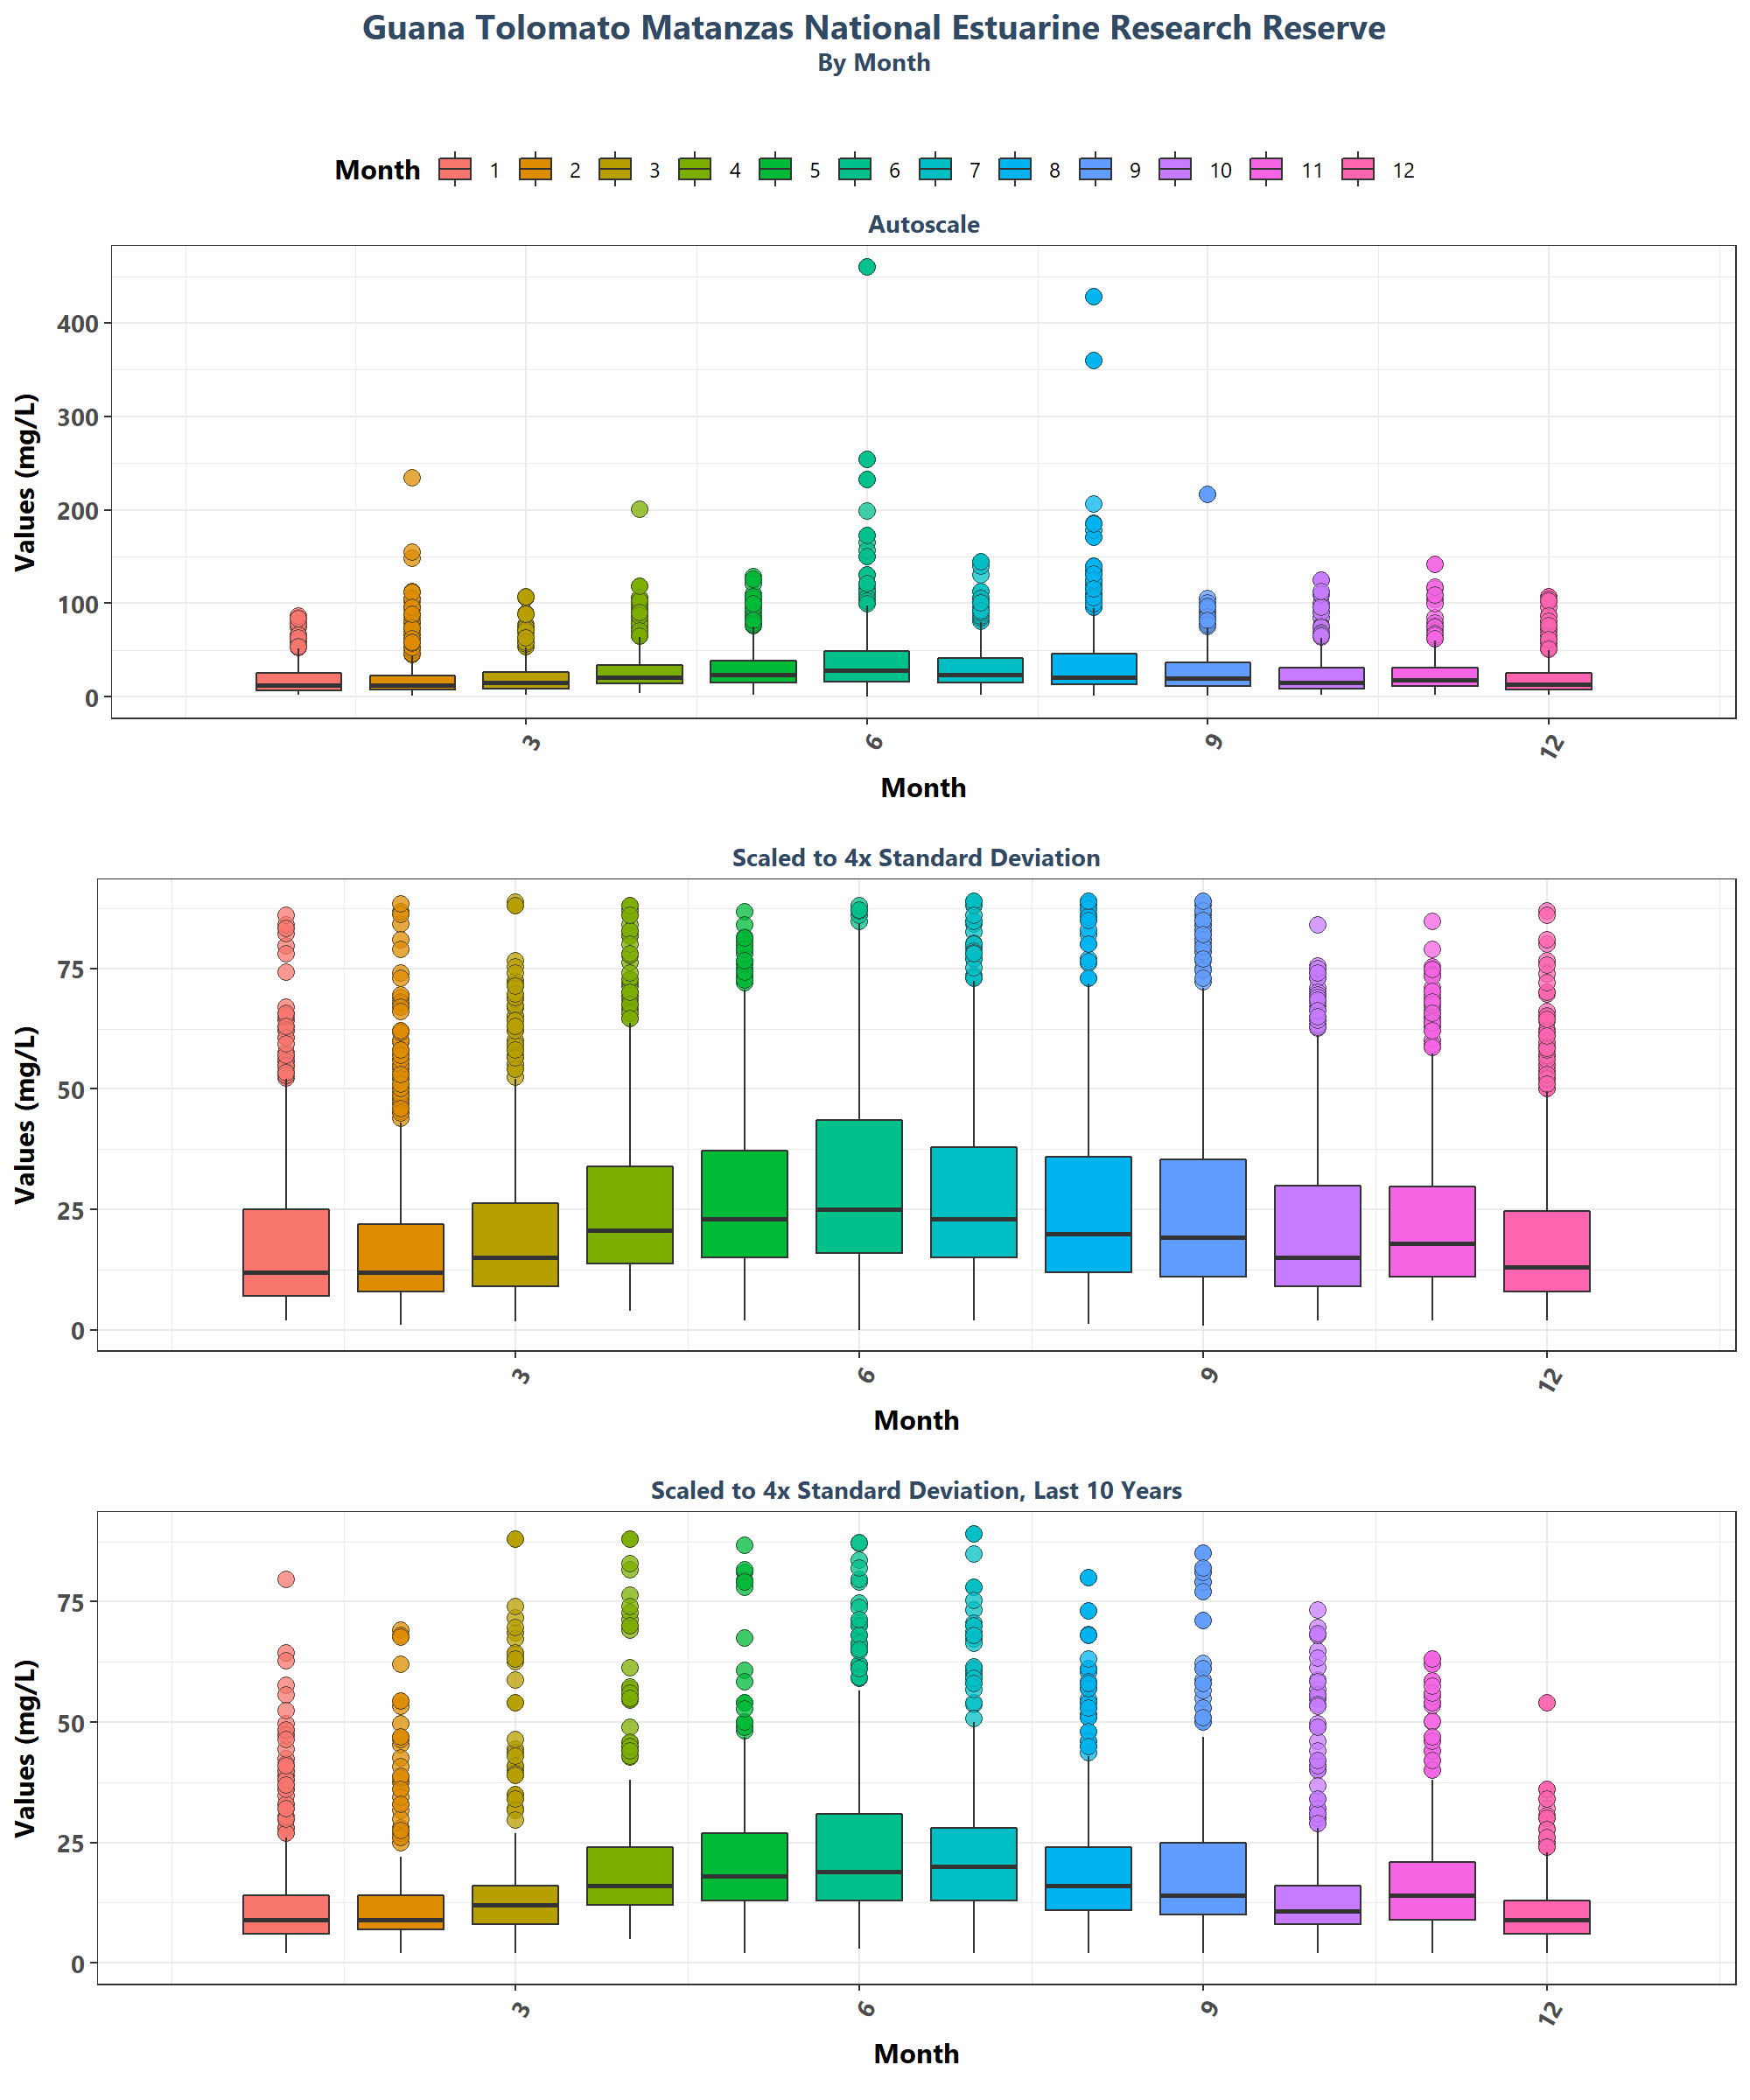 Guana Tolomato Matanzas National Estuarine Research Reserve
By Month
Month 1 2 3 4 5 6 7 8 9 10 11 12
Autoscale
Values (mg/L)
400
300
200
100
0
3 6 9 12
Month
Scaled to 4x Standard Deviation
Values (mg/L)
75
50
25
0
3 6 9 12
Month
Scaled to 4x Standard Deviation, Last 10 Years
Values (mg/L)
75
50
25
0
3 6 9 12
Month